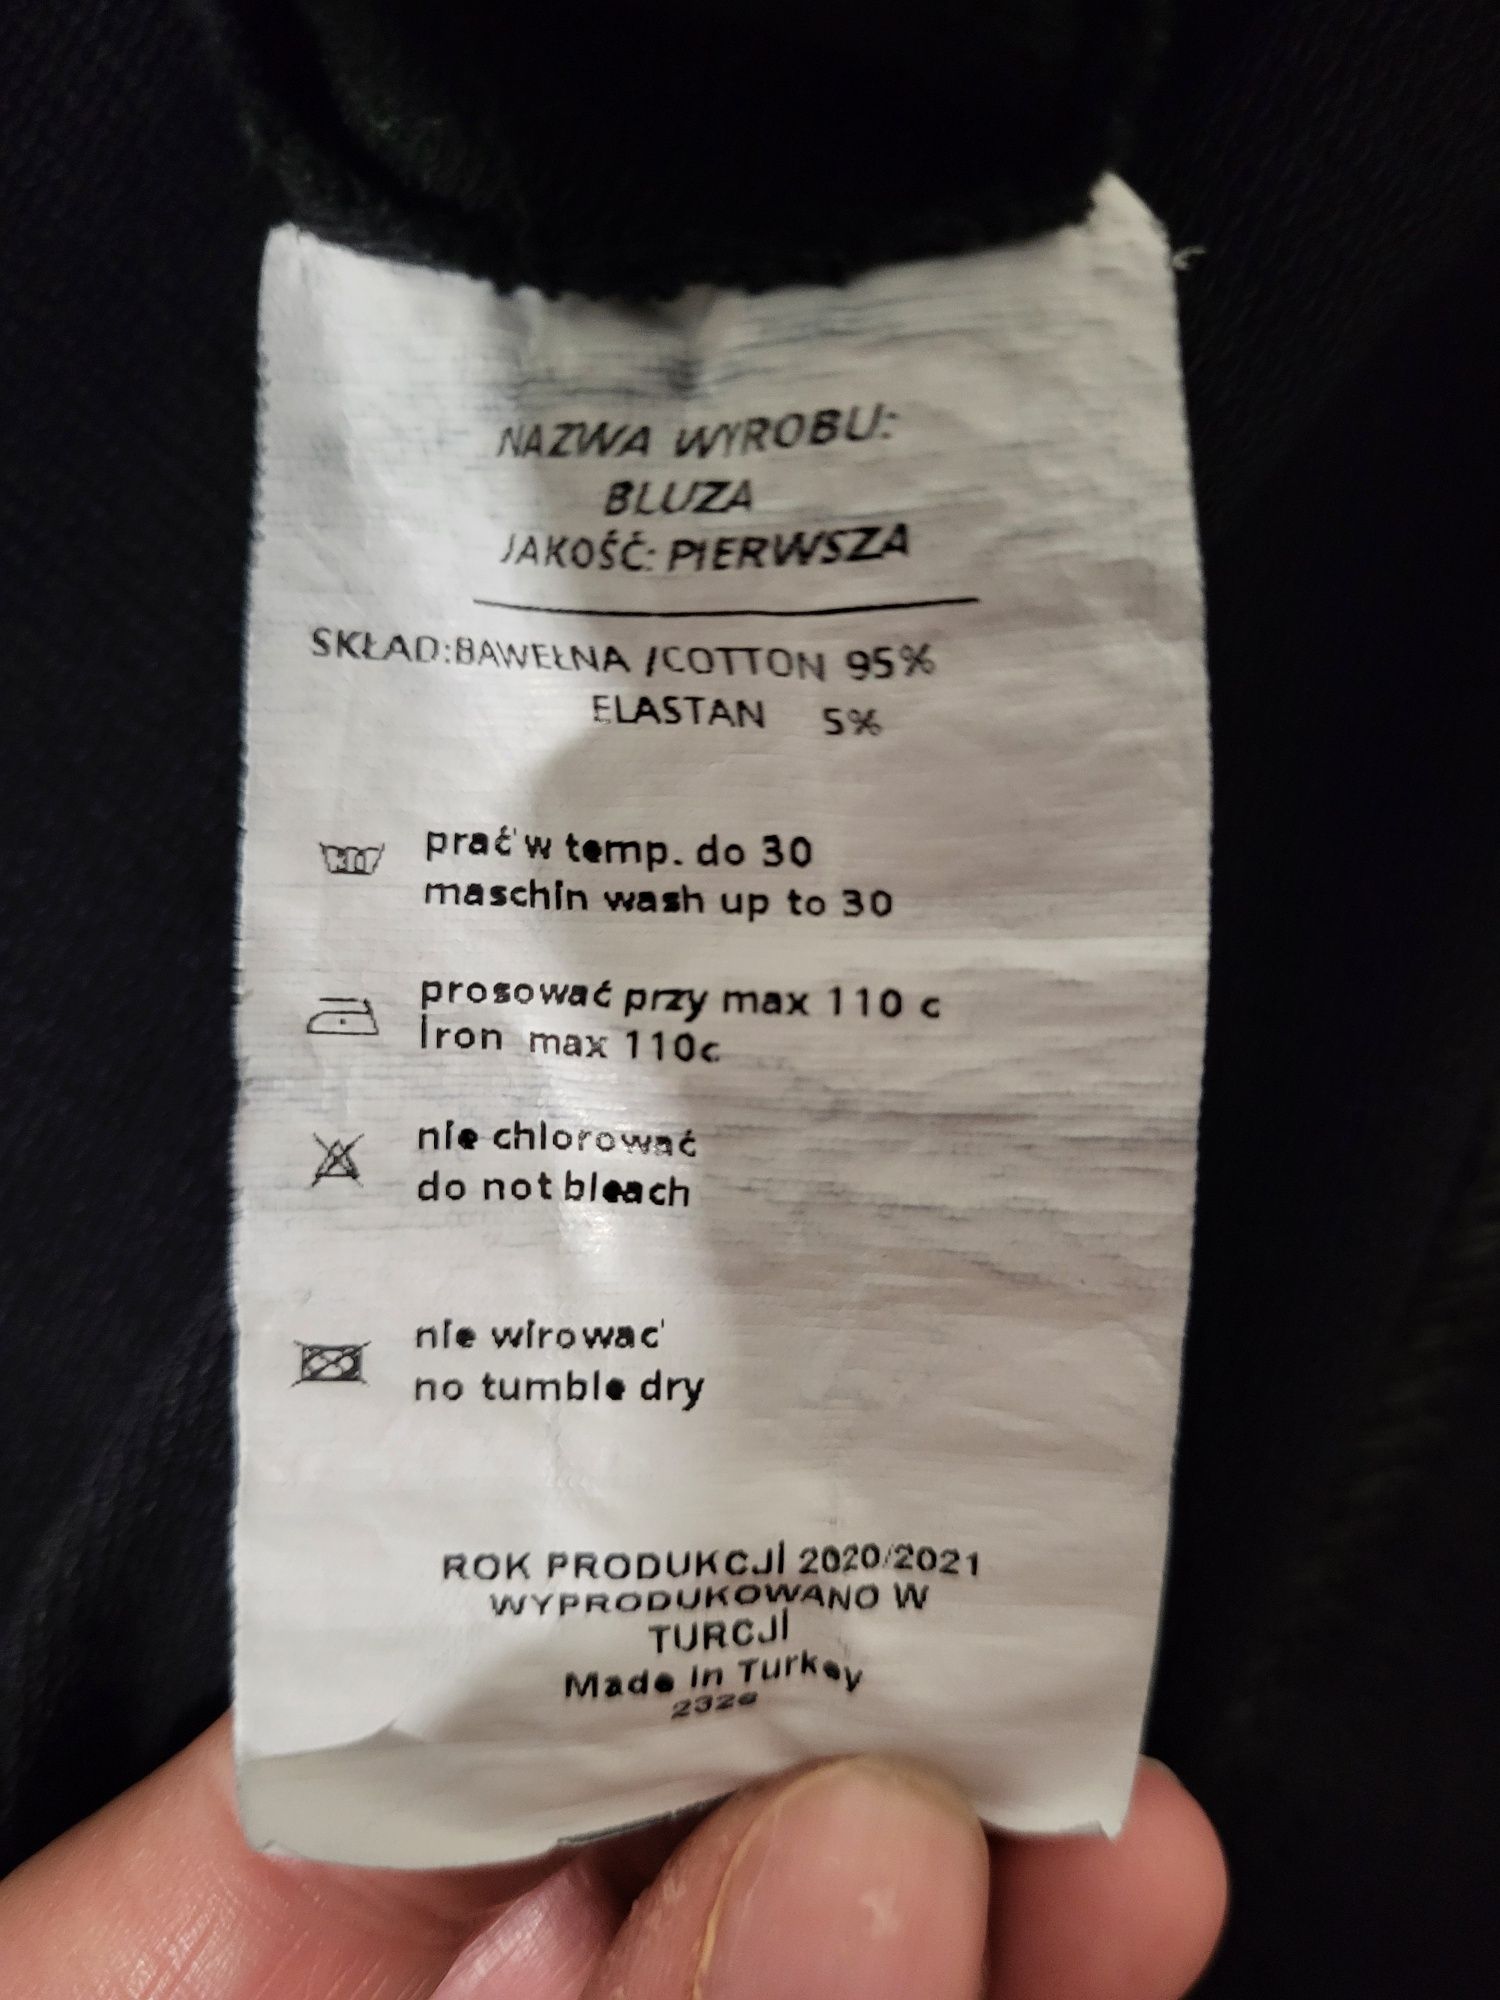 NAZWA WYROBU:
BLUZA
JAKOŚĆ: PIERWSZA
SKŁAD:BAWEŁNA /COTTON 95%
ELASTAN 5%
prać w temp. do 30
maschin wash up to 30
prosować przy max 110 c
Iron max 110c
nie chlorować
do not bleach
nie wirować
no tumble dry
ROK PRODUKCJI 2020/2021
WYPRODUKOWANO W
TURCJI
Made in Turkey